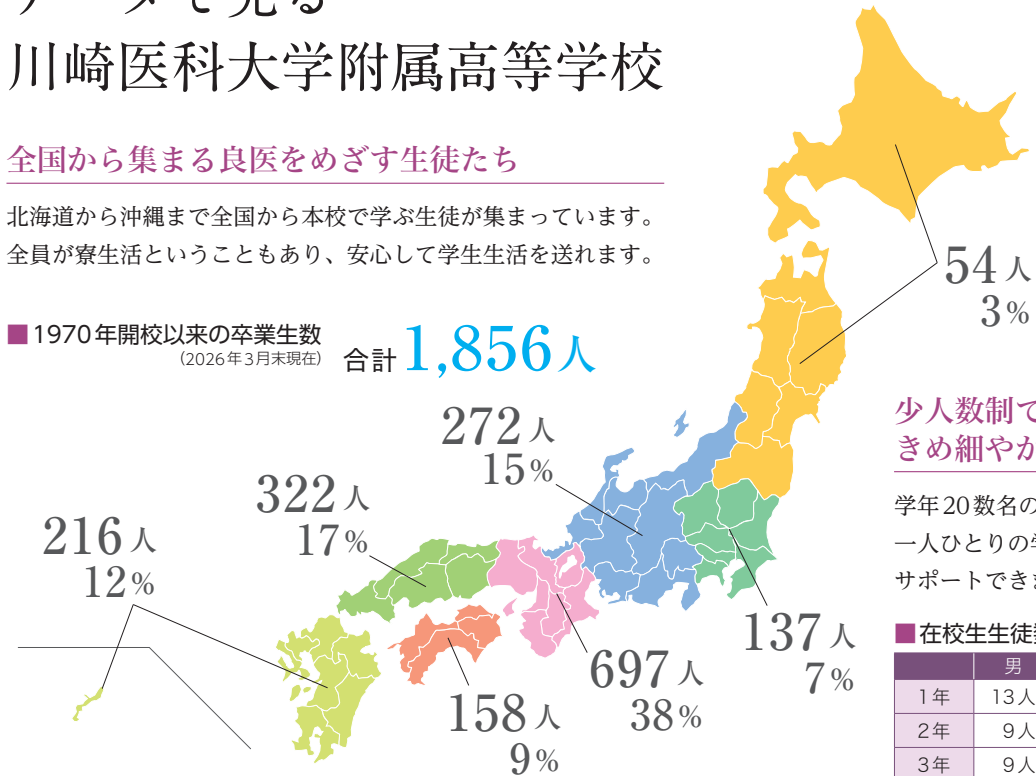 データで見る
川崎医科大学附属高等学校
全国から集まる良医をめざす生徒たち
北海道から沖縄まで全国から本校で学ぶ生徒が集まっています。
全員が寮生活ということもあり、安心して学生生活を送れます。
■1970年開校以来の卒業生数
(2026年3月末現在)
合計1,856人
54人
3%
272人
15%
322人
17%
216人
12%
137人
7%
697人
38%
158人
9%
少人数制で
きめ細やか
学年20数名の
一人ひとりの学
サポートでき
■在校生生徒
男
1年 13人
2年 9人
3年 9人